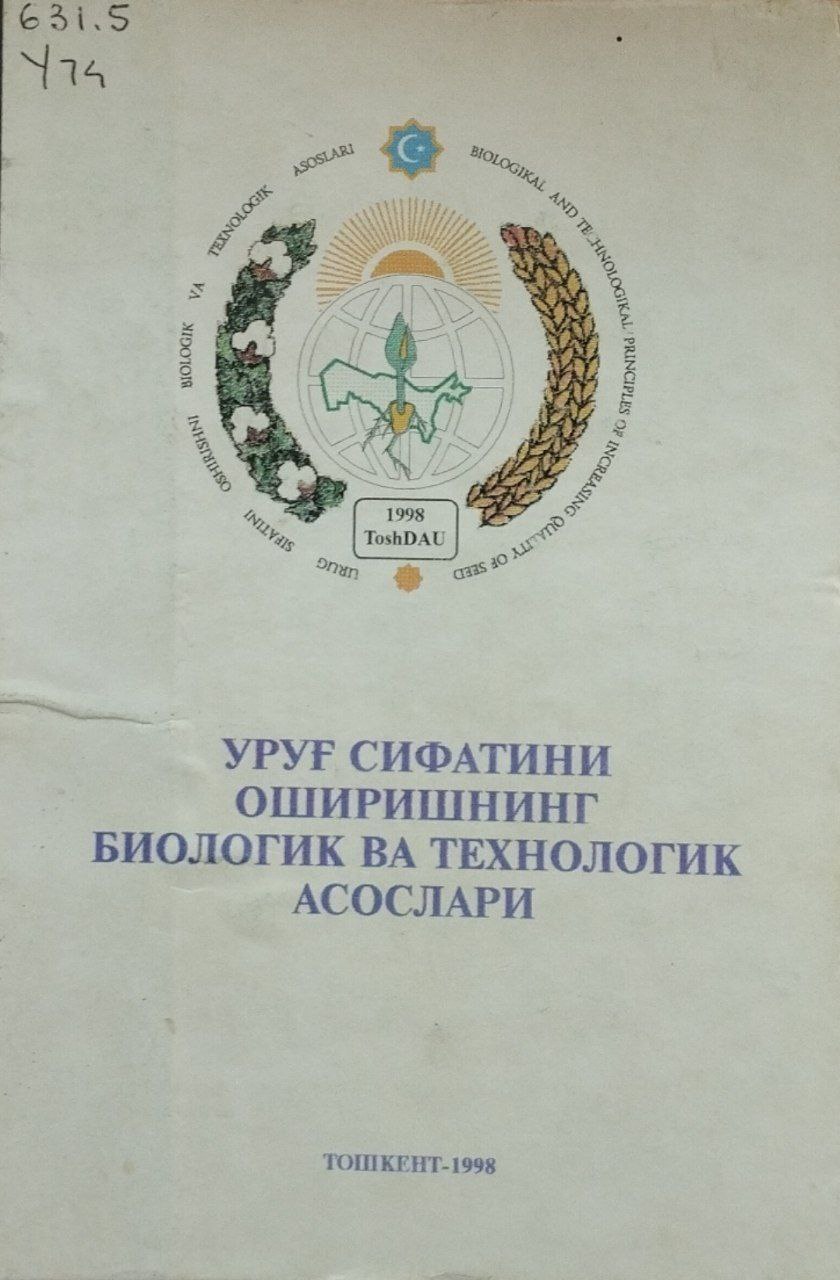 631.5
У74
URUG SIFATINI OSHIRISHNI BIOLOGIK VA TEXNOLOGIK ASOSLARI
BIOLOGIKAL AND TECHNOLOGIKAL PRINCIPLES OF INCREASING QUALITY OF SEED
1998
ToshDAU
УРУҒ СИФАТИНИ
ОШИРИШНИНГ
БИОЛОГИК ВА ТЕХНОЛОГИК
АСОСЛАРИ
ТОШКЕНТ-1998